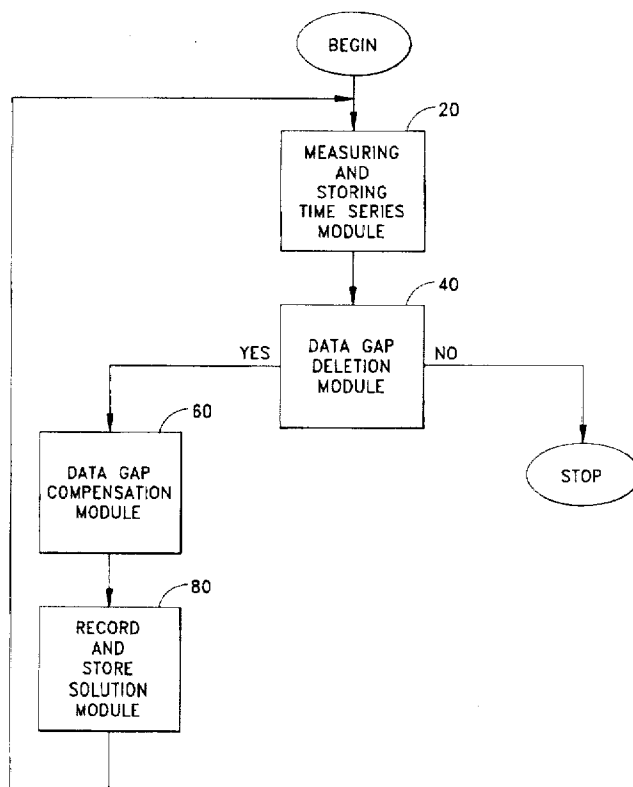 BEGIN
20
MEASURING
AND
STORING
TIME SERIES
MODULE
40
DATA GAP
DELETION
MODULE
YES
NO
60
DATA GAP
COMPENSATION
MODULE
STOP
80
RECORD
AND
STORE
SOLUTION
MODULE